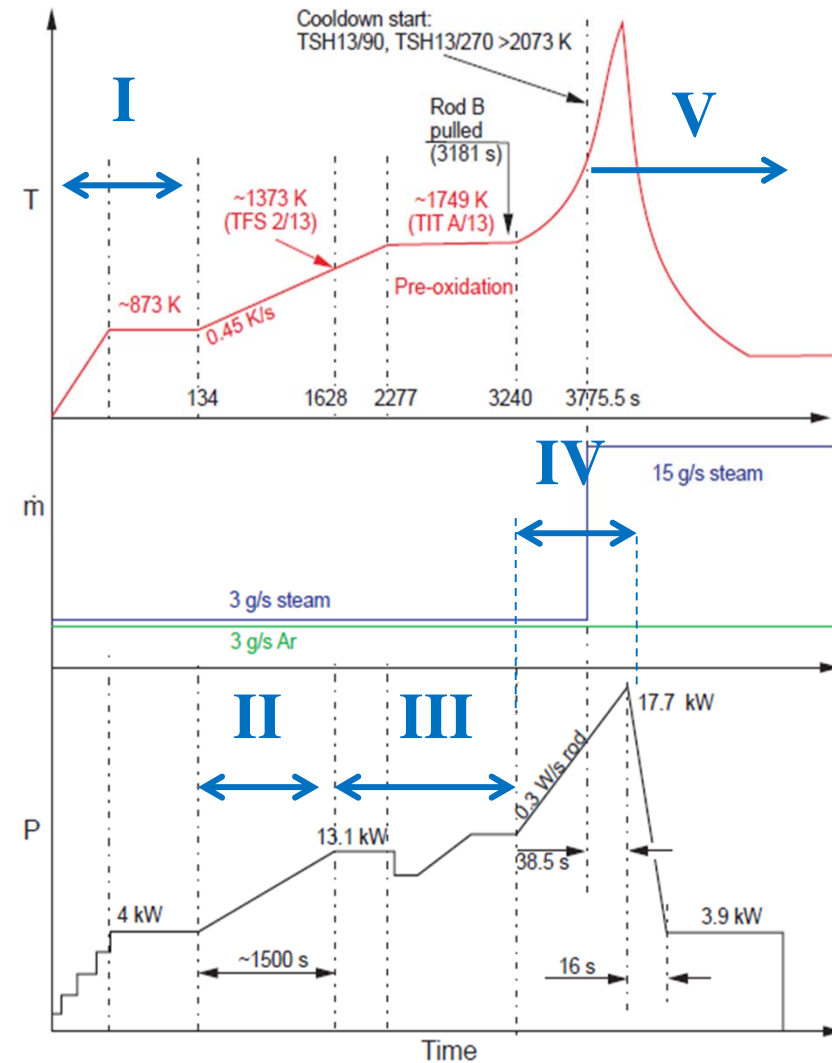 Cooldown start:
TSH13/90, TSH13/270 >2073 K
I
Rod B
pulled
(3181 s)
V
T
~1373 K
(TFS 2/13)
~1749 K
(TIT A/13)
~873 K
0.45 K/s
Pre-oxidation
134
1628
2277
3240
3775.5 s
IV
15 g/s steam
ṁ
3 g/s steam
3 g/s Ar
II
III
17.7 kW
0.3 W/s rod
P
13.1 kW
38.5 s
4 kW
3.9 kW
~1500 s
16 s
Time